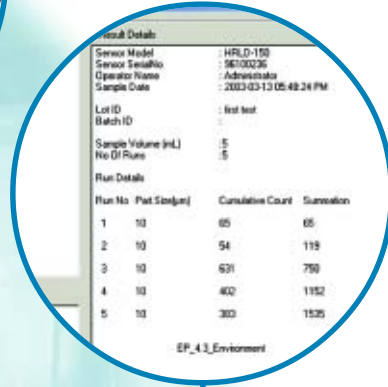 Result Details
Sensor Model : HRLD-150
Sensor SerialNo : 96100236
Operator Name : Administrator
Sample Date : 2003-03-13 05:48:24 PM
Lot ID : first test
Batch ID :
Sample Volume (mL) : 5
No Of Runs : 5
Run Details
Run No Part Size(µm) Cumulative Count Summation
1 10 65 65
2 10 54 119
3 10 631 750
4 10 402 1152
5 10 383 1535
EP_4.3_Environment